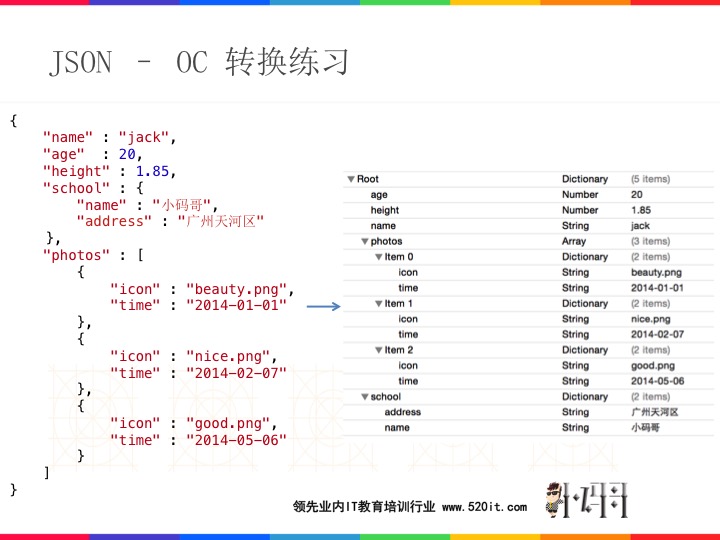 JSON – OC 转换练习
{
"name" : "jack",
"age" : 20,
"height" : 1.85,
"school" : {
"name" : "小码哥",
"address" : "广州天河区"
},
"photos" : [
{
"icon" : "beauty.png",
"time" : "2014-01-01"
},
{
"icon" : "nice.png",
"time" : "2014-02-07"
},
{
"icon" : "good.png",
"time" : "2014-05-06"
}
]
}
Root Dictionary (5 items)
age Number 20
height Number 1.85
name String jack
photos Array (3 items)
Item 0 Dictionary (2 items)
icon String beauty.png
time String 2014-01-01
Item 1 Dictionary (2 items)
icon String nice.png
time String 2014-02-07
Item 2 Dictionary (2 items)
icon String good.png
time String 2014-05-06
school Dictionary (2 items)
address String 广州天河区
name String 小码哥
领先业内IT教育培训行业 www.520it.com
小码哥